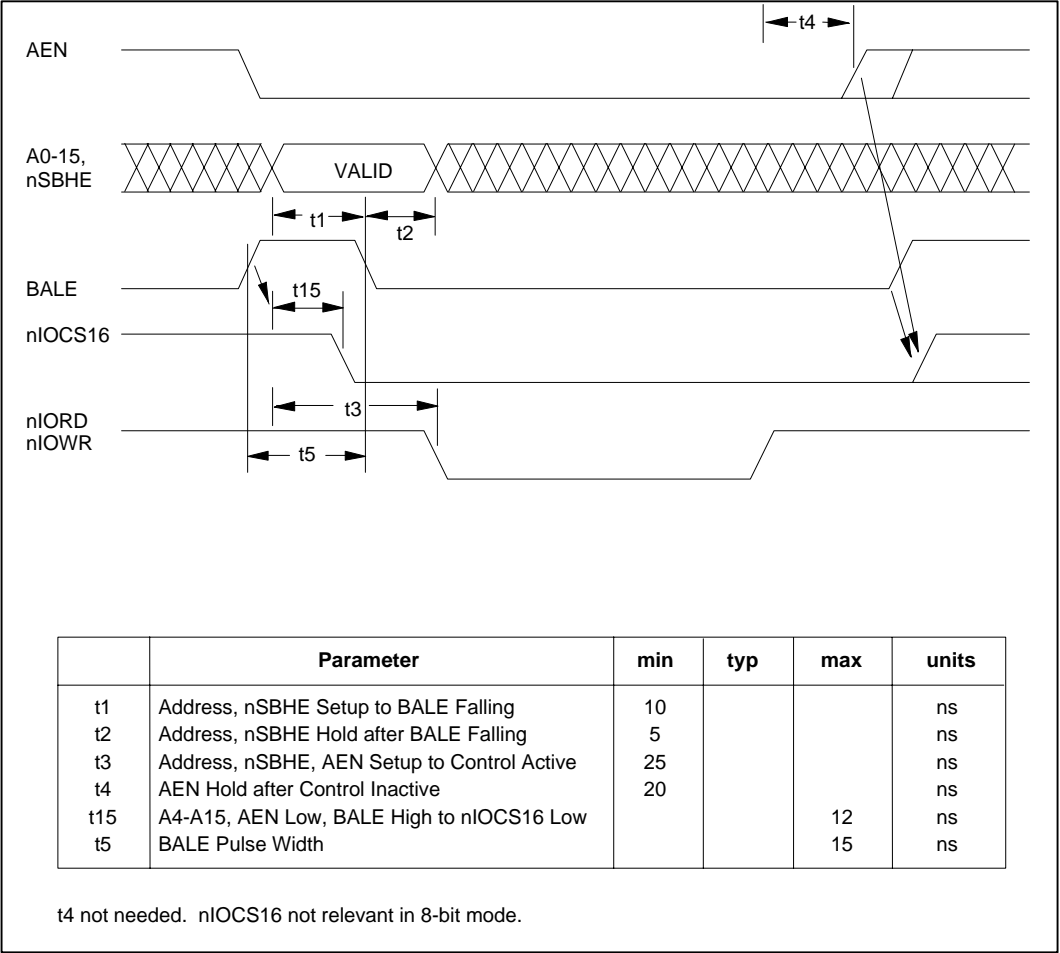 t4
AEN
A0-15,
nSBHE
VALID
t1
t2
BALE
t15
nIOCS16
t3
nIORD
nIOWR
t5
Parameter min typ max units
t1 Address, nSBHE Setup to BALE Falling 10 ns
t2 Address, nSBHE Hold after BALE Falling 5 ns
t3 Address, nSBHE, AEN Setup to Control Active 25 ns
t4 AEN Hold after Control Inactive 20 ns
t15 A4-A15, AEN Low, BALE High to nIOCS16 Low 12 ns
t5 BALE Pulse Width 15 ns
t4 not needed. nIOCS16 not relevant in 8-bit mode.